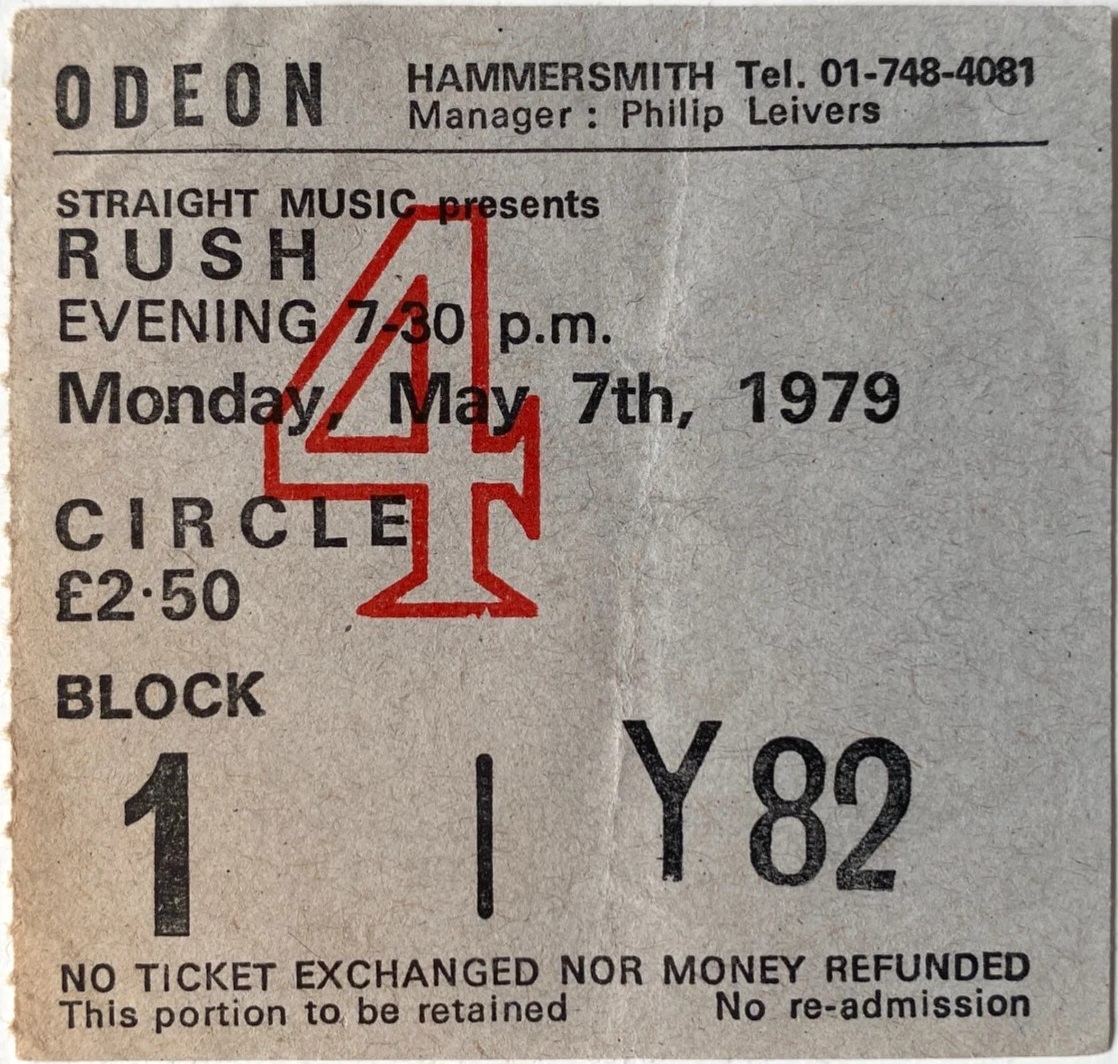 ODEON HAMMERSMITH Tel. 01-748-4081
Manager : Philip Leivers
STRAIGHT MUSIC presents
RUSH
EVENING 7-30 p.m.
Monday, May 7th, 1979
4
CIRCLE
£2·50
BLOCK
1 | Y 82
NO TICKET EXCHANGED NOR MONEY REFUNDED
This portion to be retained No re-admission